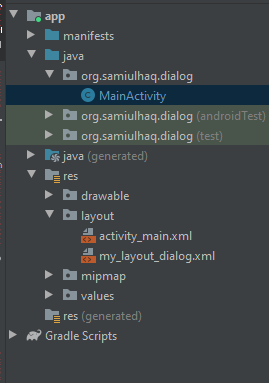 app
manifests
java
org.samiulhaq.dialog
MainActivity
org.samiulhaq.dialog (androidTest)
org.samiulhaq.dialog (test)
java (generated)
res
drawable
layout
activity_main.xml
my_layout_dialog.xml
mipmap
values
res (generated)
Gradle Scripts